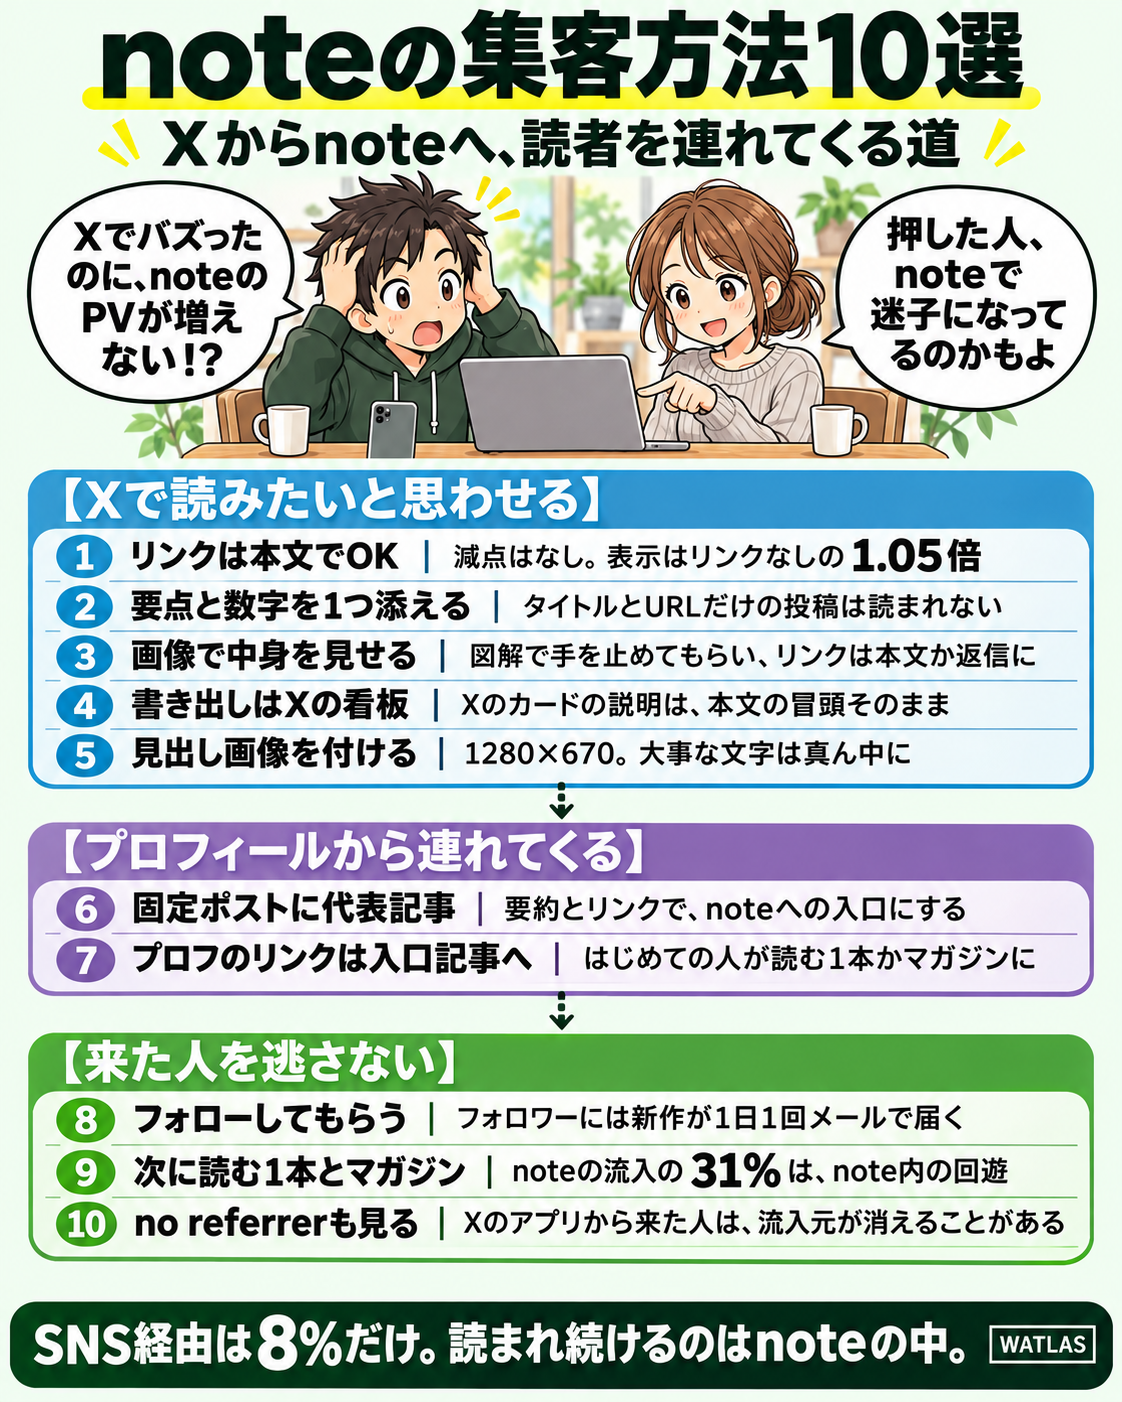 noteの集客方法10選
Xからnoteへ、読者を連れてくる道
Xでバズった
のに、noteの
PVが増え
ない!?
押した人、
noteで
迷子になって
るのかもよ
【Xで読みたいと思わせる】
1 リンクは本文でOK | 減点はなし。表示はリンクなしの1.05倍
2 要点と数字を1つ添える | タイトルとURLだけの投稿は読まれない
3 画像で中身を見せる | 図解で手を止めてもらい、リンクは本文か返信に
4 書き出しはXの看板 | Xのカードの説明は、本文の冒頭そのまま
5 見出し画像を付ける | 1280×670。大事な文字は真ん中に
【プロフィールから連れてくる】
6 固定ポストに代表記事 | 要約とリンクで、noteへの入口にする
7 プロフのリンクは入口記事へ | はじめての人が読む1本かマガジンに
【来た人を逃さない】
8 フォローしてもらう | フォロワーには新作が1日1回メールで届く
9 次に読む1本とマガジン | noteの流入の31%は、note内の回遊
10 no referrerも見る | Xのアプリから来た人は、流入元が消えることがある
SNS経由は8%だけ。読まれ続けるのはnoteの中。 WATLAS